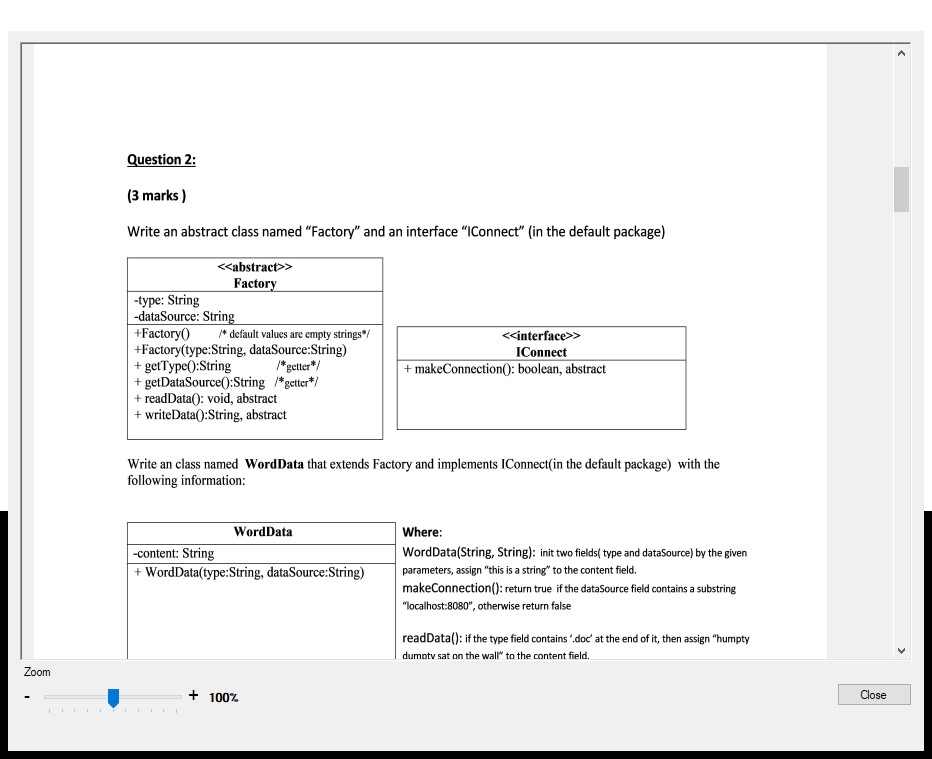 Question 2:
(3 marks )
Write an abstract class named “Factory” and an interface “IConnect” (in the default package)
<<abstract>>
Factory
-type: String
-dataSource: String
+Factory() /* default values are empty strings*/
+Factory(type:String, dataSource:String)
+ getType():String /*getter*/
+ getDataSource():String /*getter*/
+ readData(): void, abstract
+ writeData():String, abstract
<<interface>>
IConnect
+ makeConnection(): boolean, abstract
Write an class named WordData that extends Factory and implements IConnect(in the default package) with the
following information:
WordData
-content: String
+ WordData(type:String, dataSource:String)
Where:
WordData(String, String): init two fields( type and dataSource) by the given
parameters, assign “this is a string” to the content field.
makeConnection(): return true if the dataSource field contains a substring
“localhost:8080”, otherwise return false
readData(): if the type field contains ‘.doc’ at the end of it, then assign “humpty
dumpty sat on the wall” to the content field.
Zoom
- + 100%
Close